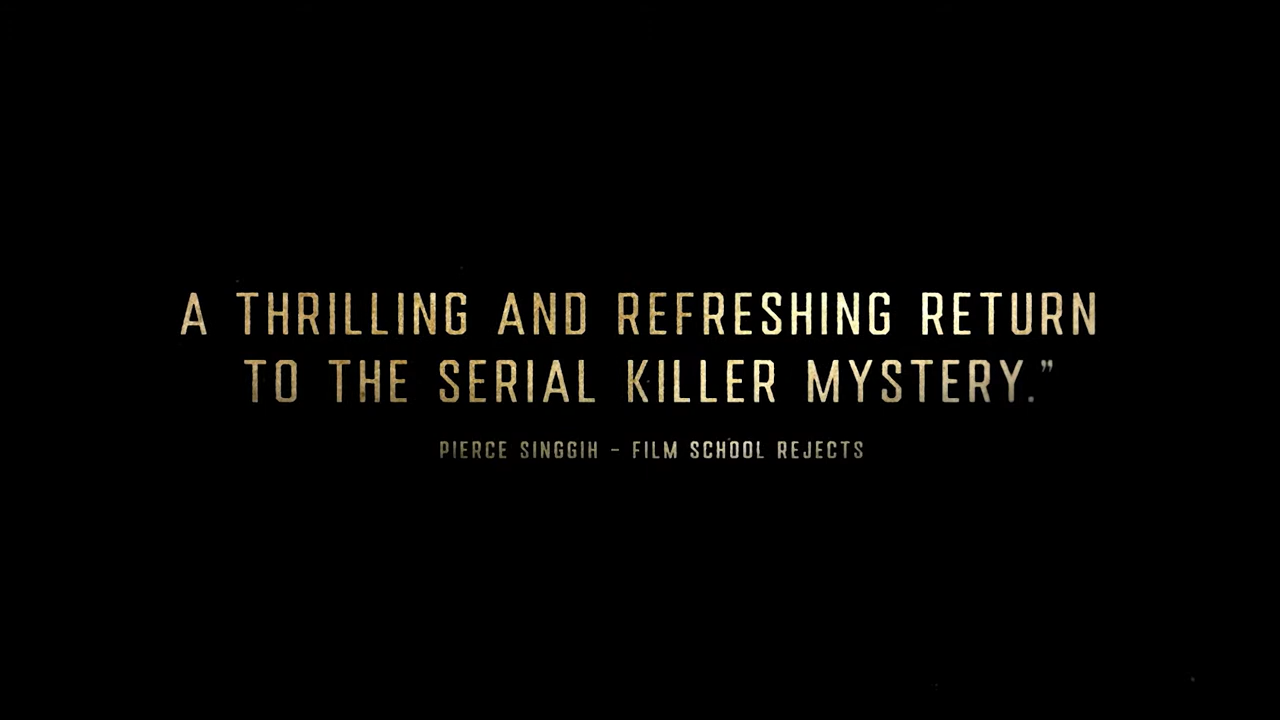 A THRILLING AND REFRESHING RETURN
TO THE SERIAL KILLER MYSTERY.”
PIERCE SINGGIH - FILM SCHOOL REJECTS